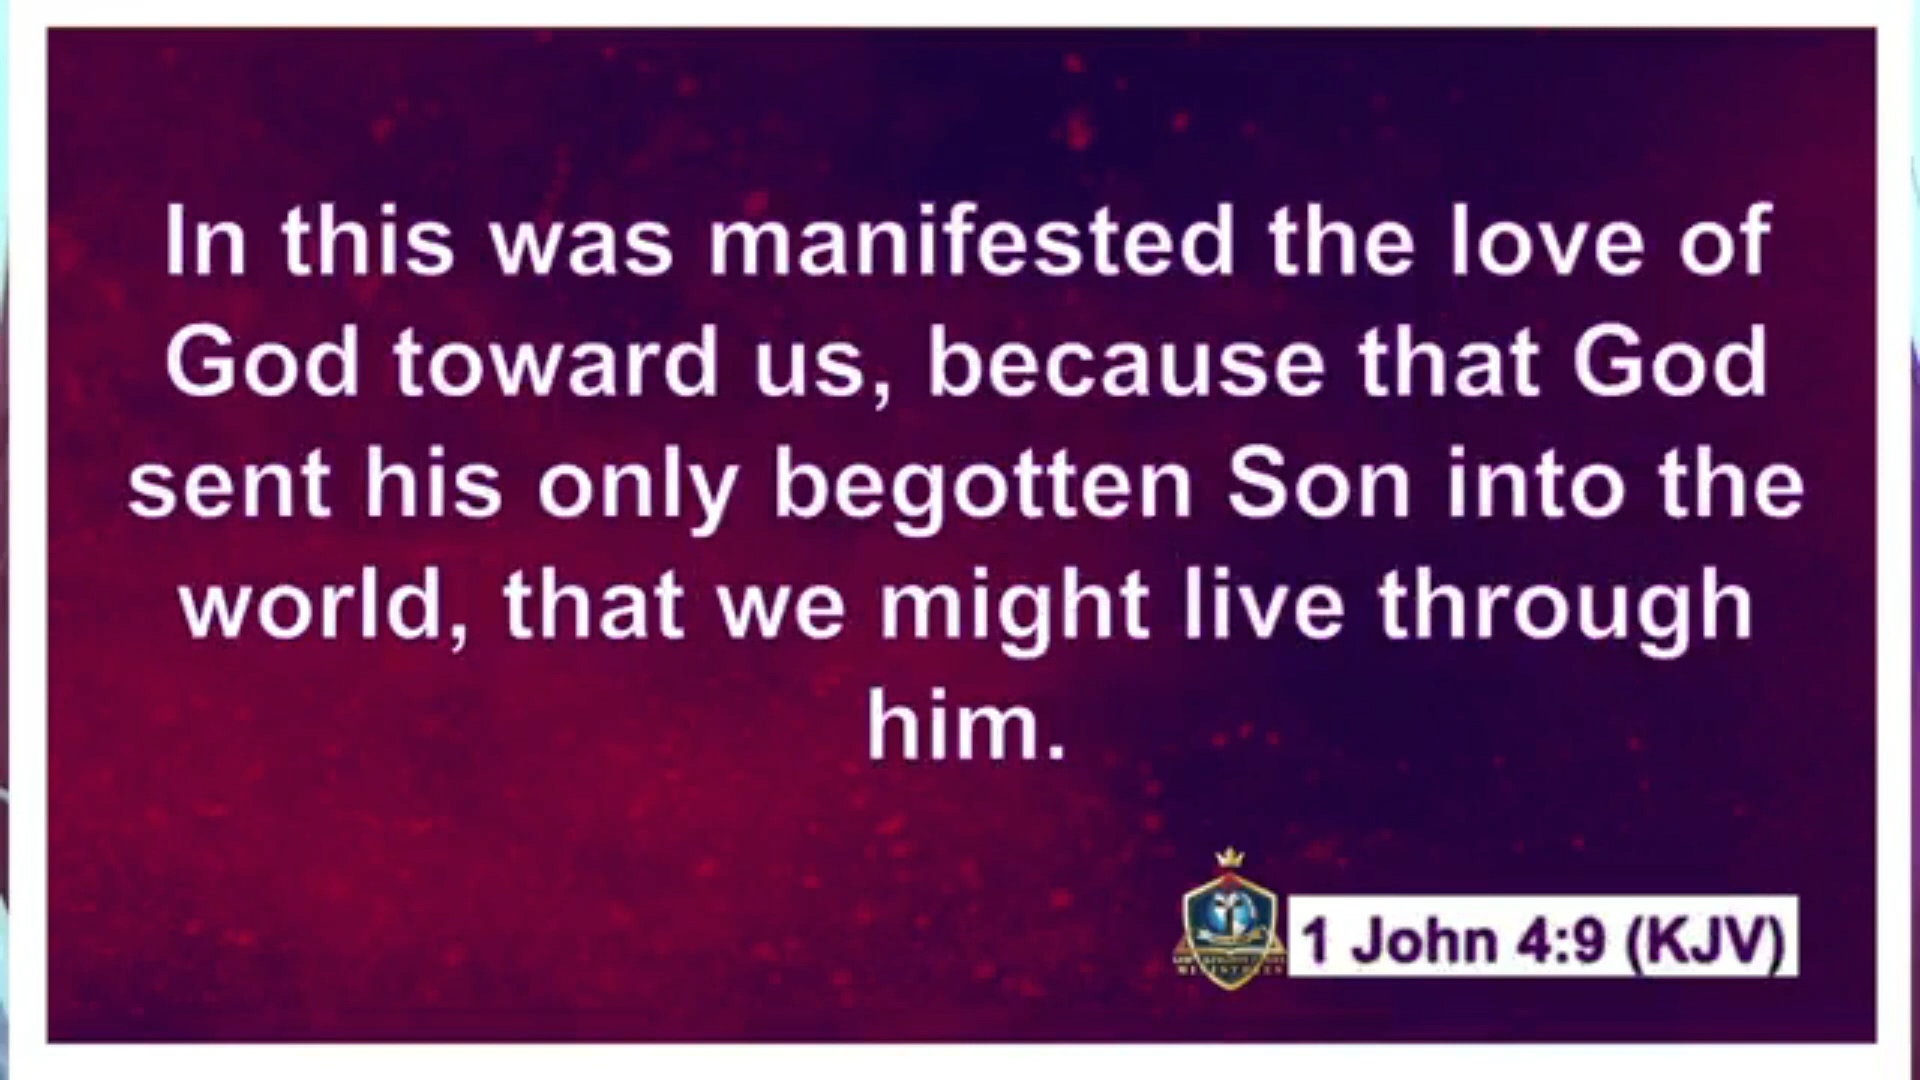 In this was manifested the love of
God toward us, because that God
sent his only begotten Son into the
world, that we might live through
him.
1 John 4:9 (KJV)